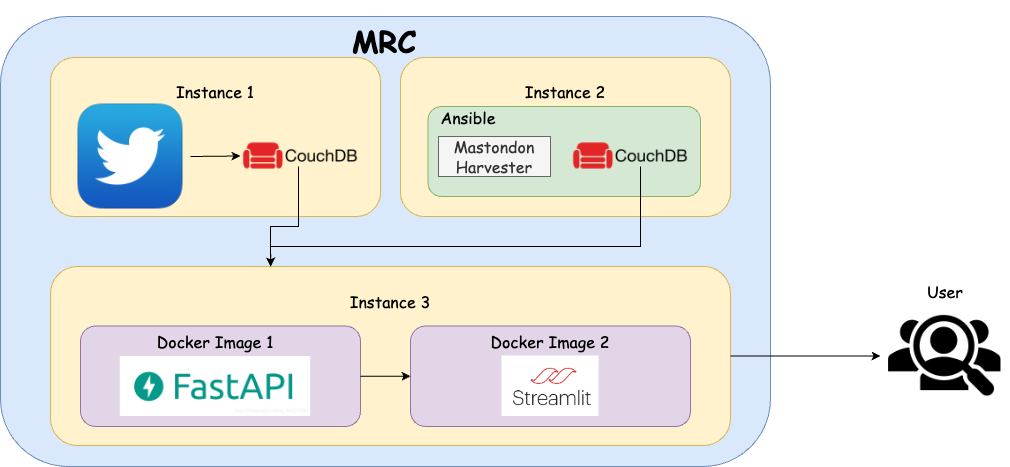 MRC
Instance 1
CouchDB
Instance 2
Ansible
Mastondon
Harvester
CouchDB
Instance 3
Docker Image 1
FastAPI
Docker Image 2
Streamlit
User